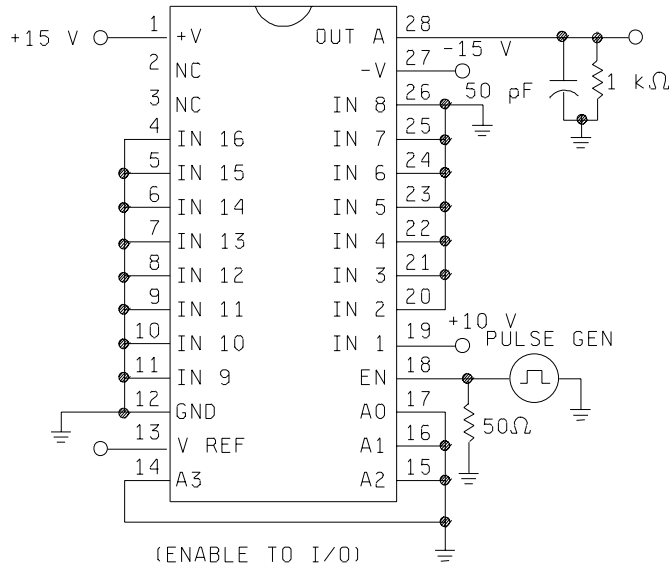 1 28
+15 V +V OUT A
2 27 -15 V
NC -V
3 26 50 pF 1 kΩ
NC IN 8
4 25
IN 16 IN 7
5 24
IN 15 IN 6
6 23
IN 14 IN 5
7 22
IN 13 IN 4
8 21
IN 12 IN 3
9 20
IN 11 IN 2
10 19 +10 V
IN 10 IN 1 PULSE GEN
11 18
IN 9 EN
12 17
GND A0 50Ω
13 16
V REF A1
14 15
A3 A2
(ENABLE TO I/O)